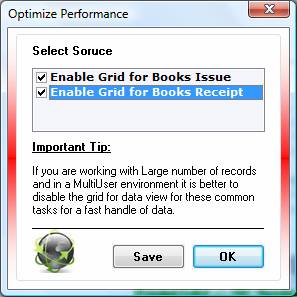 Optimize Performance
Select Soruce
Enable Grid for Books Issue
Enable Grid for Books Receipt
Important Tip:
If you are working with Large number of records
and in a MultiUser environment it is better to
disable the grid for data view for these common
tasks for a fast handle of data.
Save
OK